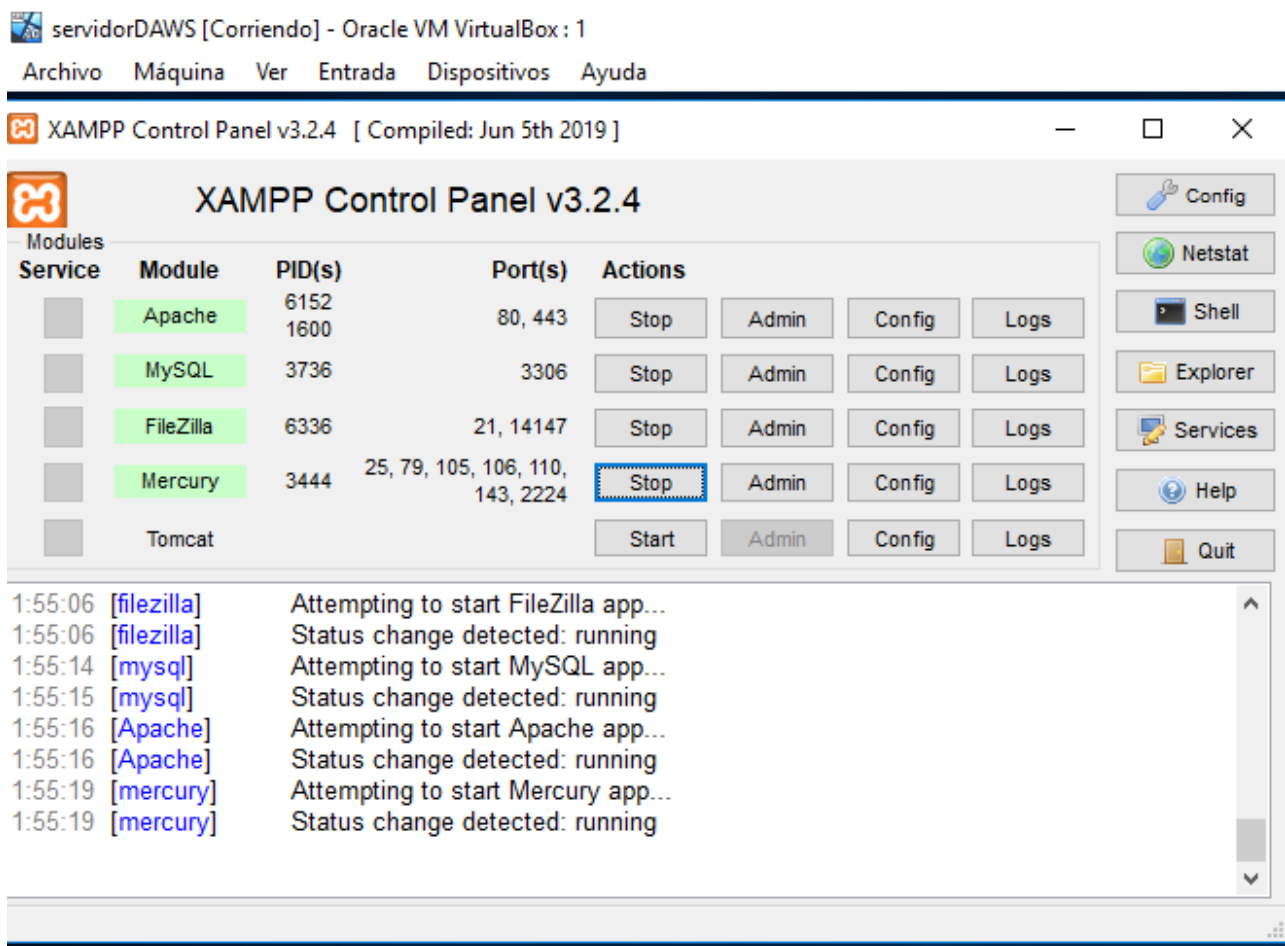 servidorDAWS [Corriendo] - Oracle VM VirtualBox : 1
Archivo Máquina Ver Entrada Dispositivos Ayuda
XAMPP Control Panel v3.2.4 [ Compiled: Jun 5th 2019 ]
XAMPP Control Panel v3.2.4
Config
Modules
Netstat
Service Module PID(s) Port(s) Actions
Apache 6152 1600 80, 443 Stop Admin Config Logs
Shell
MySQL 3736 3306 Stop Admin Config Logs
Explorer
FileZilla 6336 21, 14147 Stop Admin Config Logs
Services
Mercury 3444 25, 79, 105, 106, 110,
143, 2224 Stop Admin Config Logs
Help
Tomcat Start Admin Config Logs
Quit
1:55:06 [filezilla] Attempting to start FileZilla app...
1:55:06 [filezilla] Status change detected: running
1:55:14 [mysql] Attempting to start MySQL app...
1:55:15 [mysql] Status change detected: running
1:55:16 [Apache] Attempting to start Apache app...
1:55:16 [Apache] Status change detected: running
1:55:19 [mercury] Attempting to start Mercury app...
1:55:19 [mercury] Status change detected: running